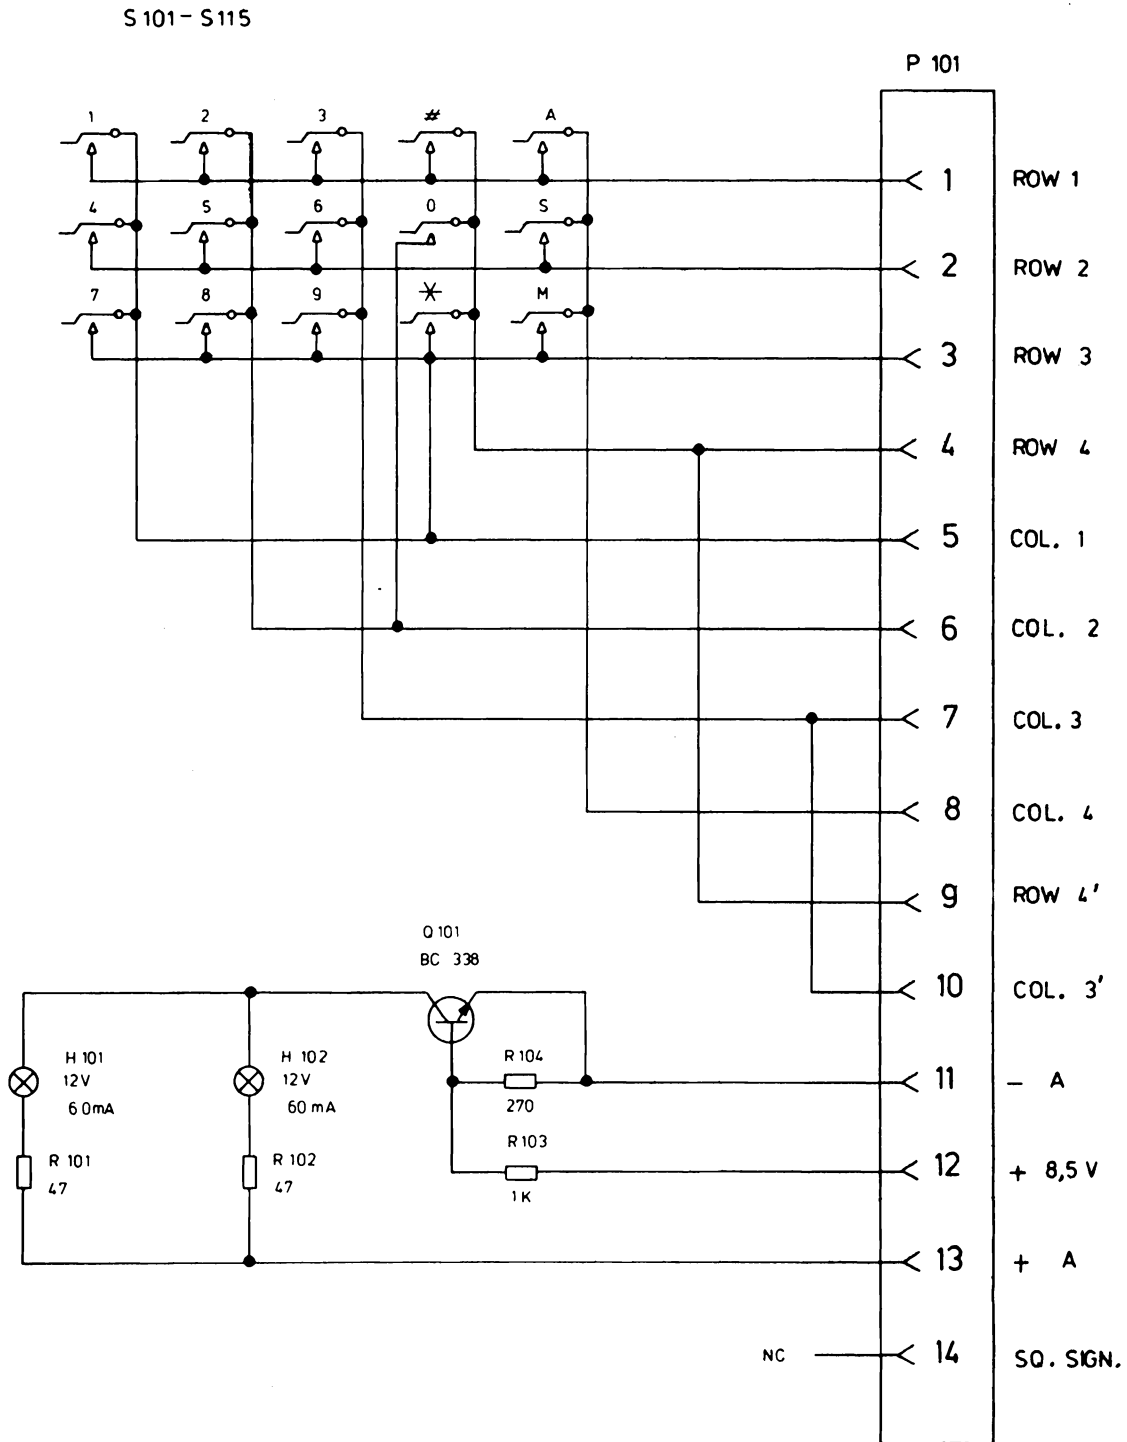 S101-S115
P 101
1 2 3 # A
1 ROW 1
4 5 6 0 S
2 ROW 2
7 8 9 * M
3 ROW 3
4 ROW 4
5 COL. 1
6 COL. 2
7 COL. 3
8 COL. 4
9 ROW 4'
10 COL. 3'
Q 101
BC 338
H 101
12V
60mA
H 102
12V
60 mA
R 104
270
11 - A
R 103
1K
12 + 8,5 V
R 101
47
R 102
47
13 + A
NC
14 SQ. SIGN.